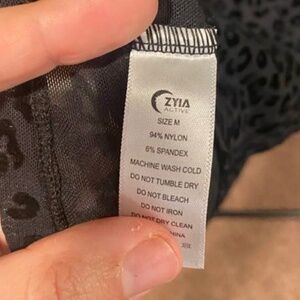 ZYIA
ACTIVE
SIZE M
94% NYLON
6% SPANDEX
MACHINE WASH COLD
DO NOT TUMBLE DRY
DO NOT BLEACH
DO NOT IRON
DO NOT DRY CLEAN